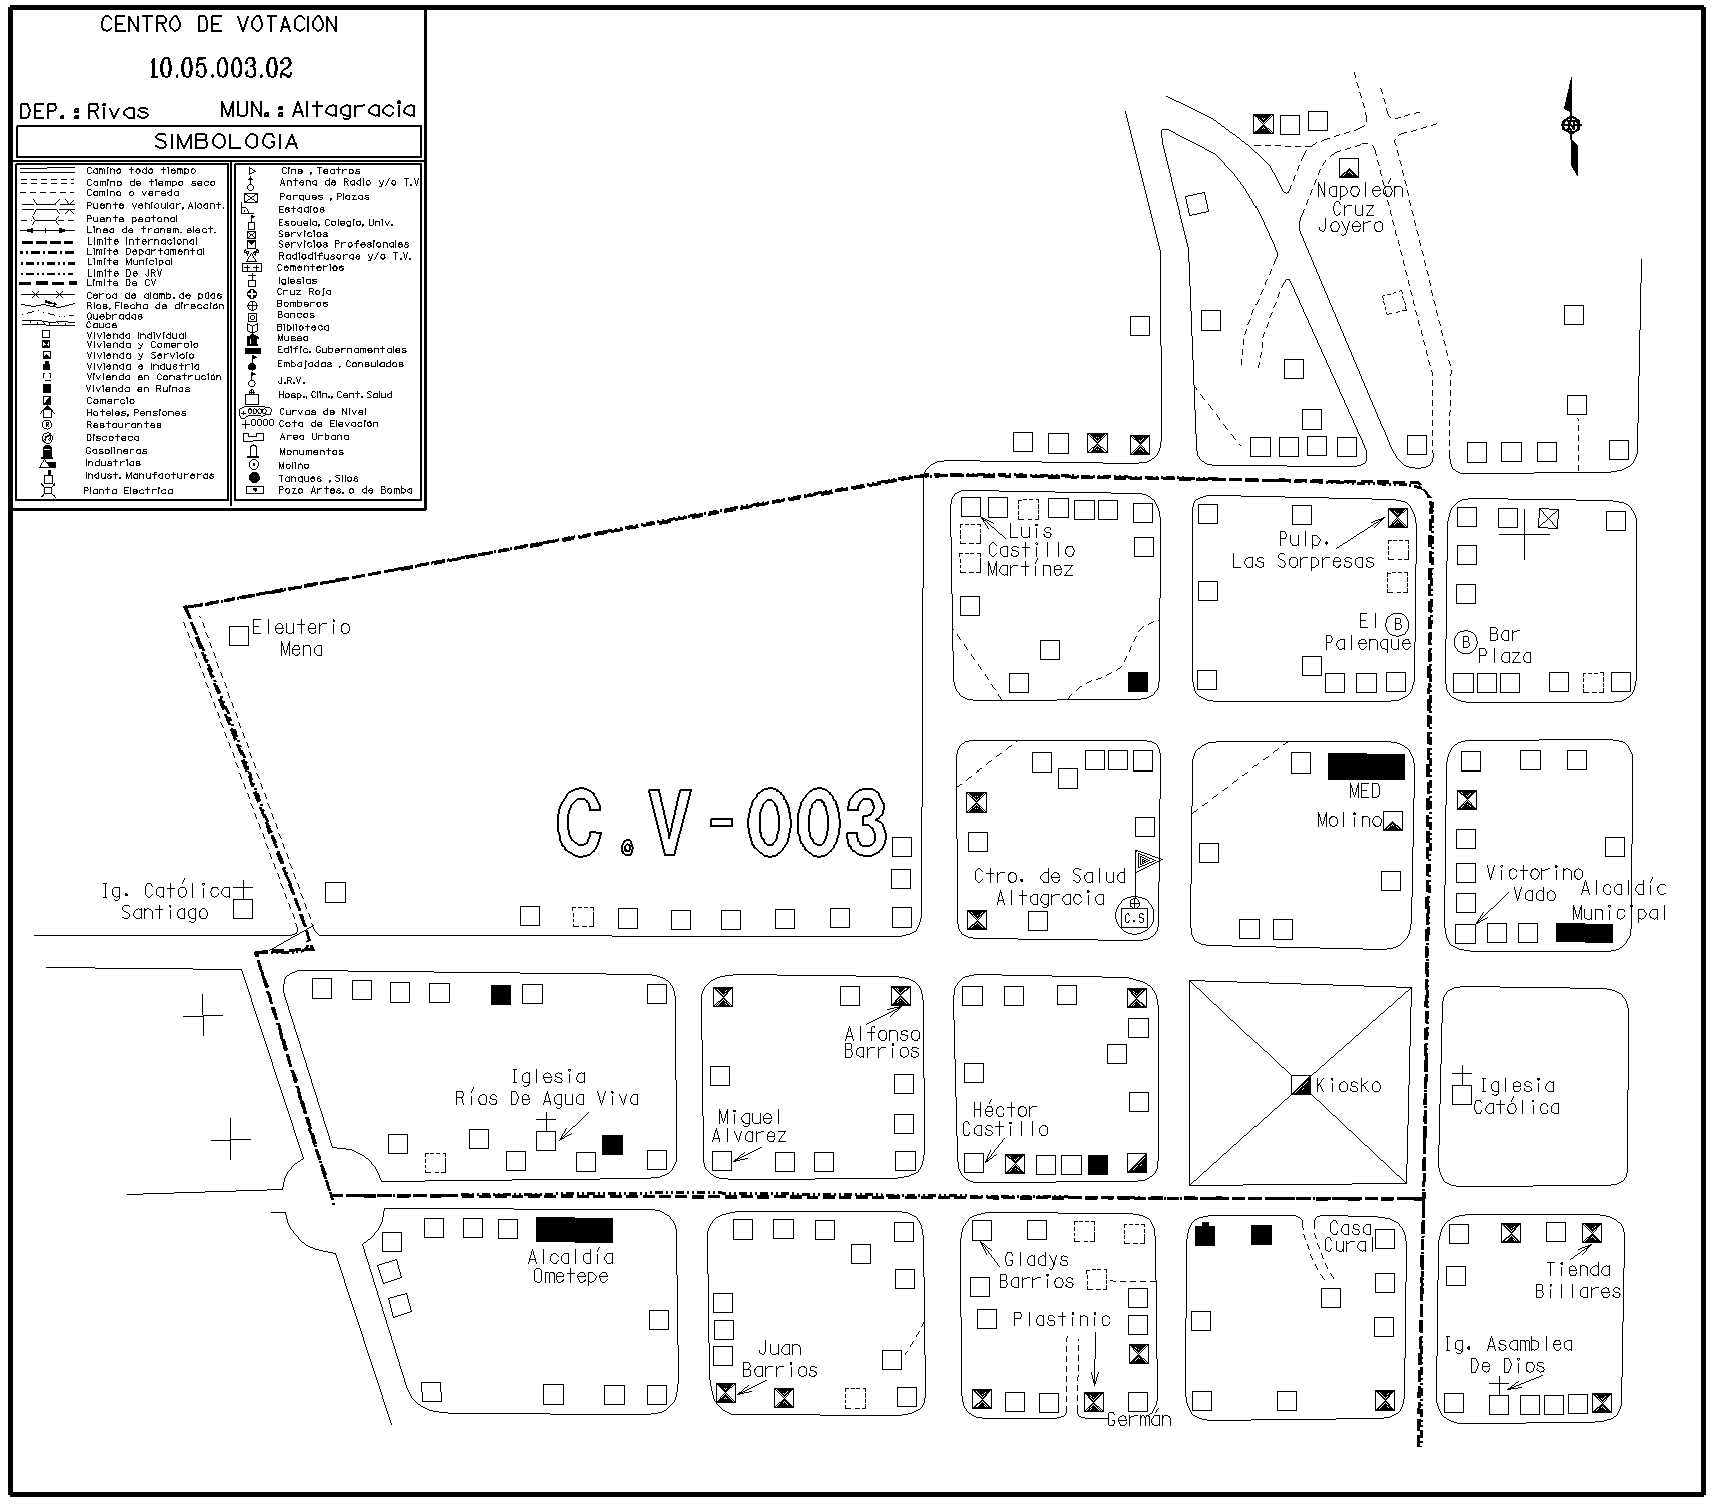 CENTRO DE VOTACION
10.05.003.02
DEP.: Rivas MUN.: Altagracia
SIMBOLOGIA
Camino todo tiempo
Camino de tiempo seco
Camino o vereda
Puente vehicular, Alcant.
Puente peatonal
Linea de transm. elect.
Limite Internacional
Limite Departamental
Limite Municipal
Limite De JRV
Limite De CV
Cerca de alamb. de púas
Rios, Flecha de dirección
Quebradas
Cauce
Vivienda Individual
Vivienda y Comercio
Vivienda y Servicio
Vivienda e Industria
Vivienda en Construción
Vivienda en Ruinas
Comercio
Hoteles, Pensiones
Restaurantes
Discoteca
Gasolineras
Industrias
Indust. Manufactureras
Planta Electrica
Cine , Teatros
Antena de Radio y/o T.V
Parques , Plazas
Estadios
Escuela, Colegio, Univ.
Servicios
Servicios Profesionales
Radiodifusoras y/o T.V.
Cementerios
Iglesias
Cruz Roja
Bomberos
Bancos
Biblioteca
Museo
Edific. Gubernamentales
Embajadas , Consulados
J.R.V.
Hosp., Clin., Cent. Salud
Curvas de Nivel
+0000 Cota de Elevación
Area Urbana
Monumentos
Molino
Tanques , Silos
Pozo Artes. o de Bomba
Napoleón
Cruz
Joyero
Luis
Castillo
Martínez
Pulp.
Las Sorpresas
El B
Palenque
B Bar
Plaza
Eleuterio
Mena
C.V-003
MED
Molino
Ctro. de Salud
Altagracia
C.S
Victorino
Vado
Municipal
Ig. Católica
Santiago
Alfonso
Barrios
Iglesia
Ríos De Agua Viva
Miguel
Alvarez
Héctor
Castillo
Kiosko
Iglesia
Católica
Alcaldía
Ometepe
Gladys
Barrios
Plastinic
Casa
Cural
Tienda
Billares
Juan
Barrios
Ig. Asamblea
De Dios
Germán